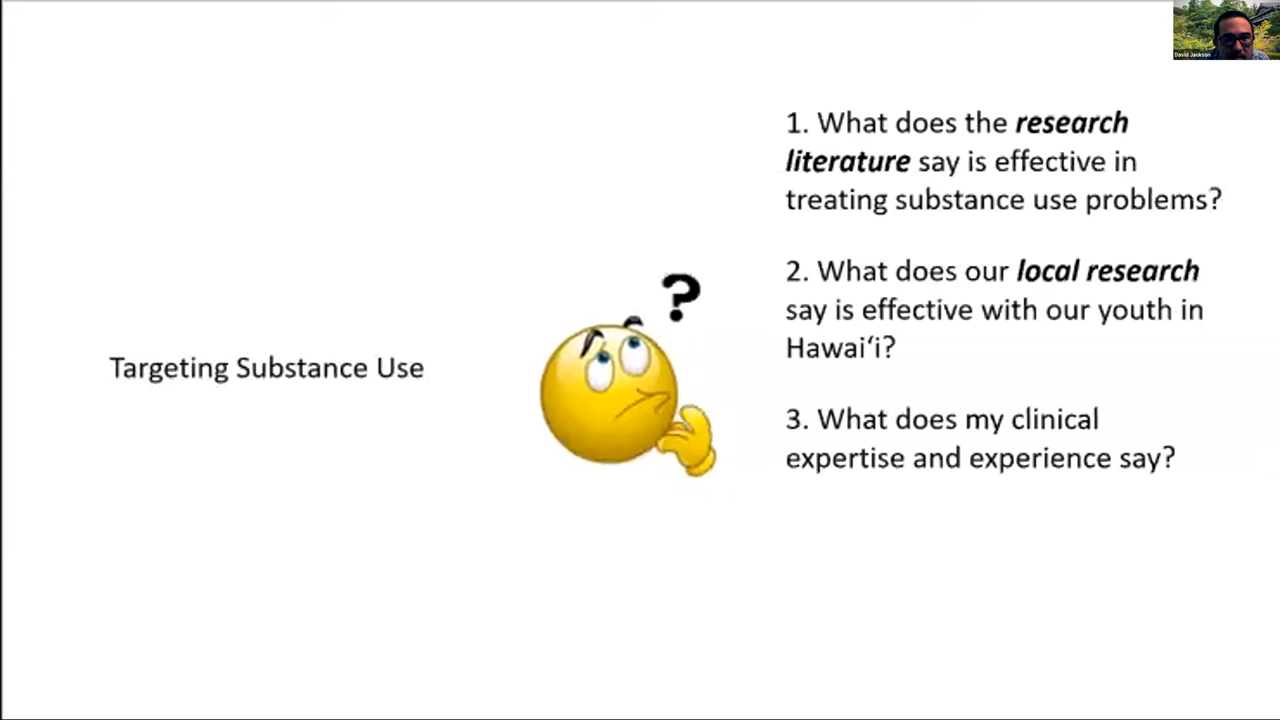 David Jackson
1. What does the research
literature say is effective in
treating substance use problems?
2. What does our local research
say is effective with our youth in
Hawaiʻi?
Targeting Substance Use
?
3. What does my clinical
expertise and experience say?